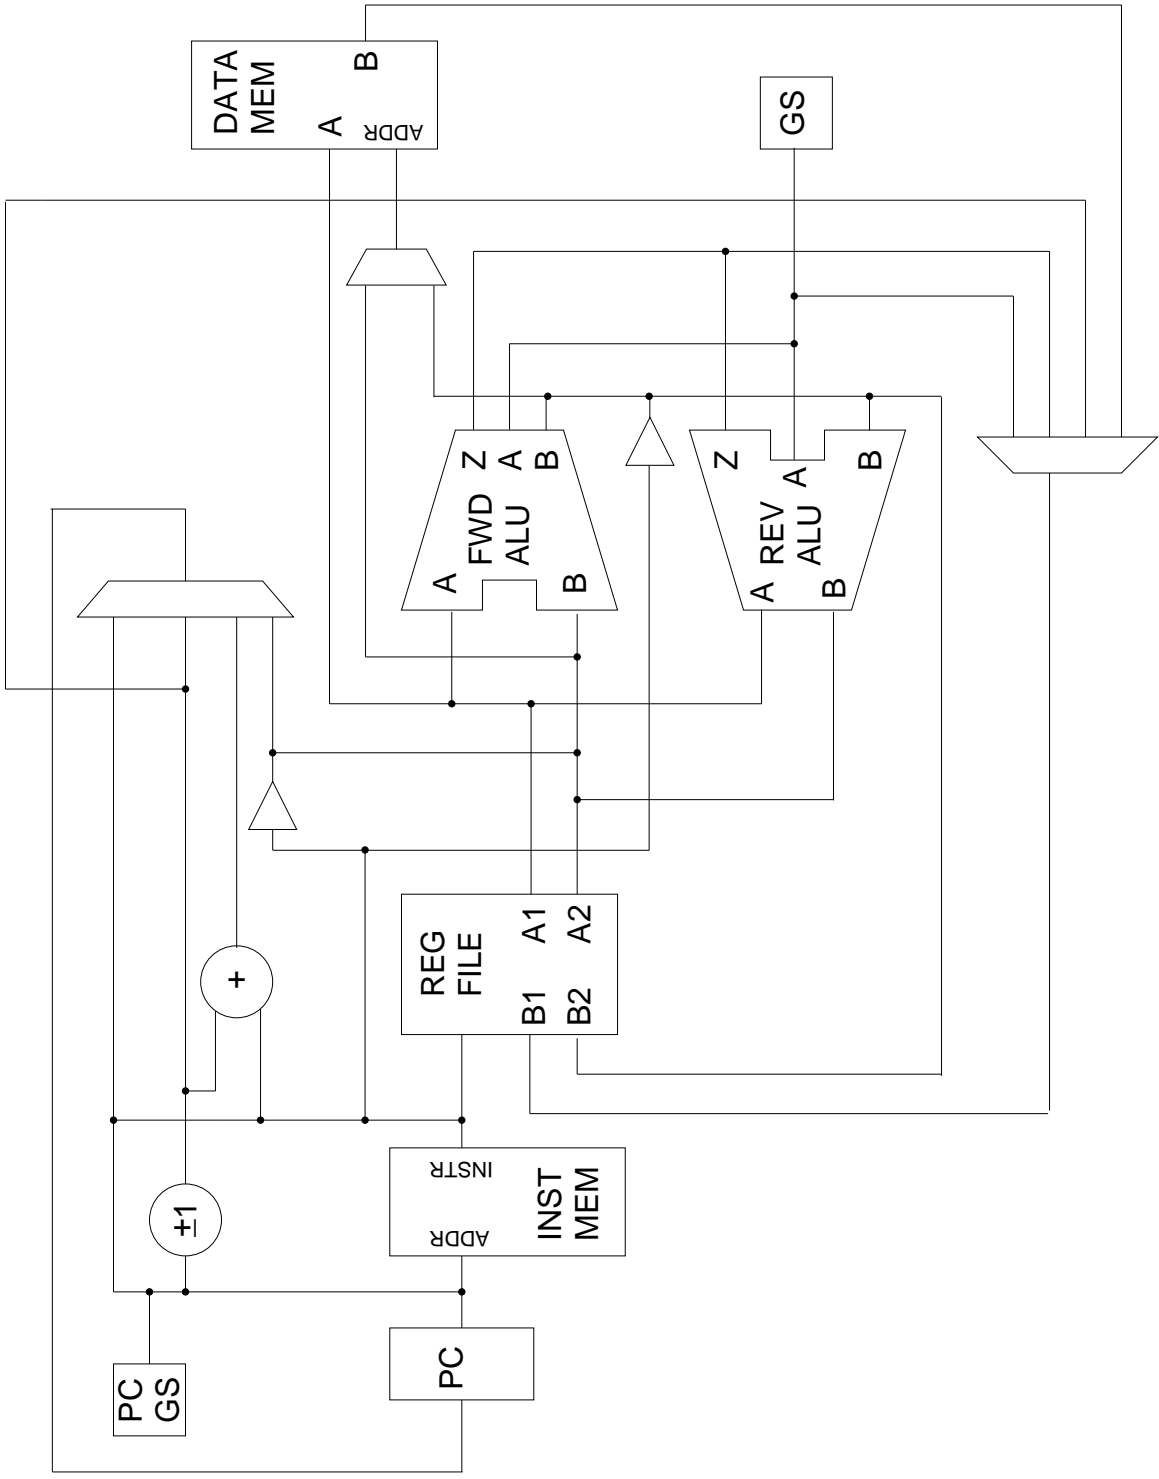 DATA
MEM
B
A
ADDR
GS
Z
A
B
FWD
ALU
A
B
Z
A
B
REV
ALU
A
B
+
REG
FILE
A1
A2
B1
B2
±1
INSTR
ADDR
INST
MEM
PC
GS
PC